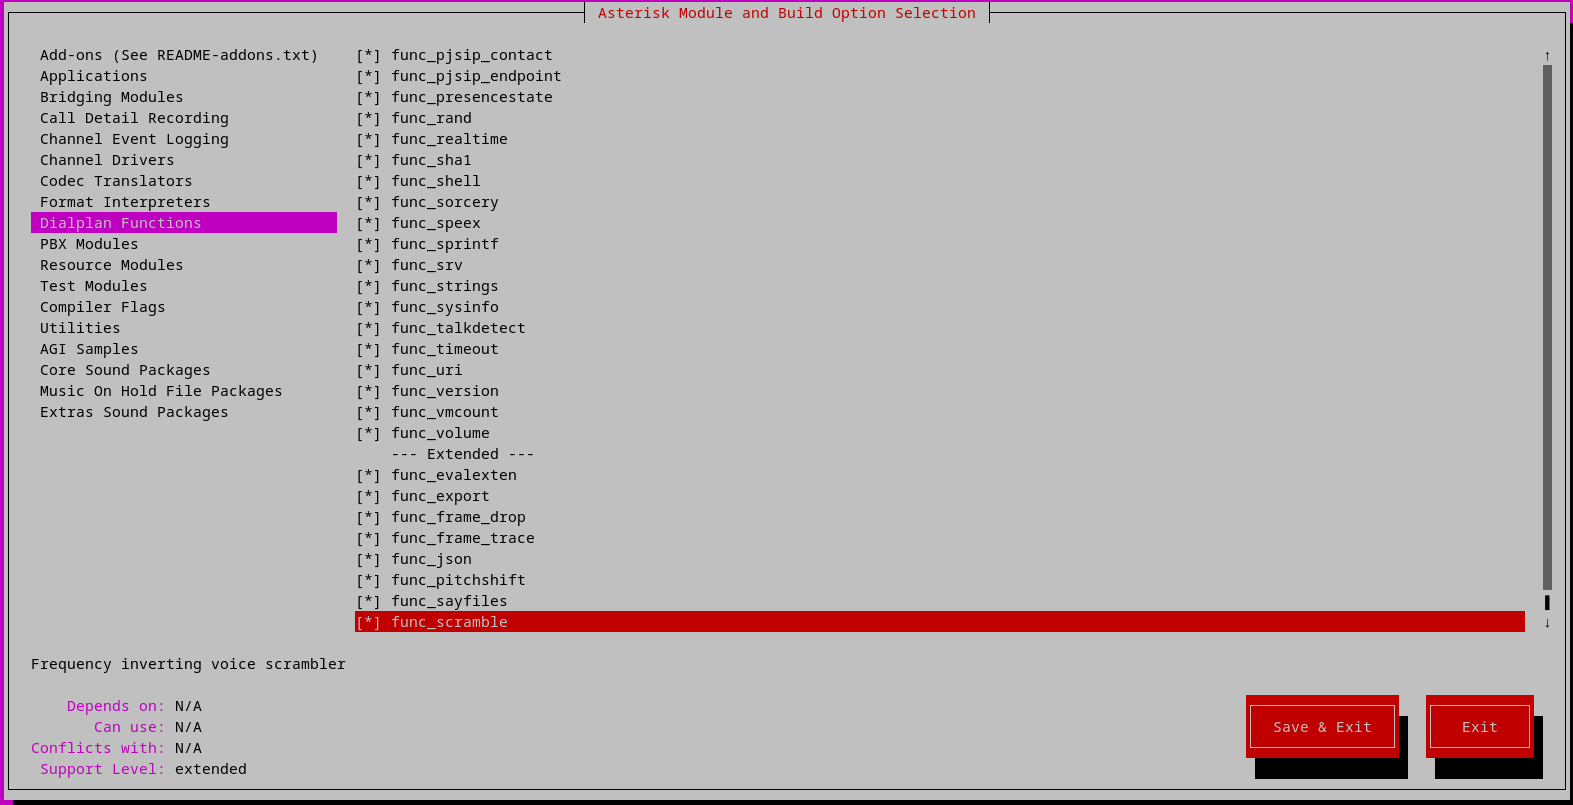 Asterisk Module and Build Option Selection
Add-ons (See README-addons.txt)
Applications
Bridging Modules
Call Detail Recording
Channel Event Logging
Channel Drivers
Codec Translators
Format Interpreters
Dialplan Functions
PBX Modules
Resource Modules
Test Modules
Compiler Flags
Utilities
AGI Samples
Core Sound Packages
Music On Hold File Packages
Extras Sound Packages
[*] func_pjsip_contact
[*] func_pjsip_endpoint
[*] func_presencestate
[*] func_rand
[*] func_realtime
[*] func_sha1
[*] func_shell
[*] func_sorcery
[*] func_speex
[*] func_sprintf
[*] func_srv
[*] func_strings
[*] func_sysinfo
[*] func_talkdetect
[*] func_timeout
[*] func_uri
[*] func_version
[*] func_vmcount
[*] func_volume
--- Extended ---
[*] func_evalexten
[*] func_export
[*] func_frame_drop
[*] func_frame_trace
[*] func_json
[*] func_pitchshift
[*] func_sayfiles
[*] func_scramble
↑
↓
Frequency inverting voice scrambler
Depends on: N/A
Can use: N/A
Conflicts with: N/A
Support Level: extended
Save & Exit
Exit